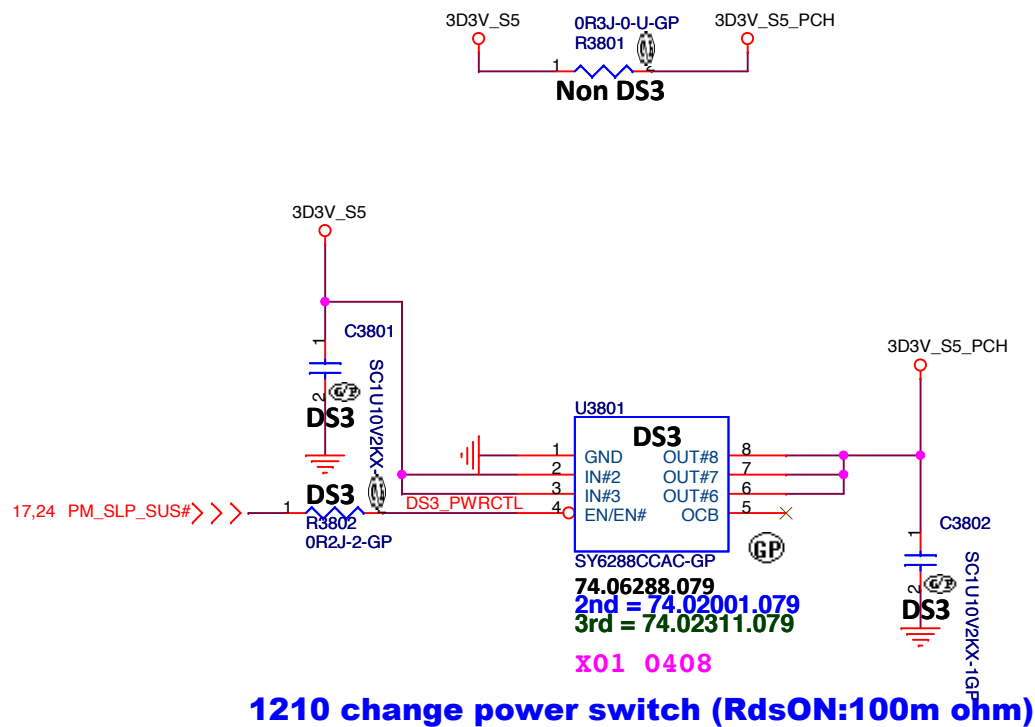 3D3V_S5
0R3J-0-U-GP
3D3V_S5_PCH
R3801
1
Non DS3
3D3V_S5
1
C3801
SC1U10V2KX-
2
G/P
DS3
3D3V_S5_PCH
U3801
DS3
1 GND OUT#8 8
2 IN#2 OUT#7 7
3 IN#3 OUT#6 6
4 EN/EN# OCB 5
17,24 PM_SLP_SUS#
1
DS3
R3802
0R2J-2-GP
DS3_PWRCTL
SY6288CCAC-GP
GP
74.06288.079
2nd = 74.02001.079
3rd = 74.02311.079
X01 0408
1
C3802
SC1U10V2KX-1GP
2
G/P
DS3
1210 change power switch (RdsON:100m ohm)